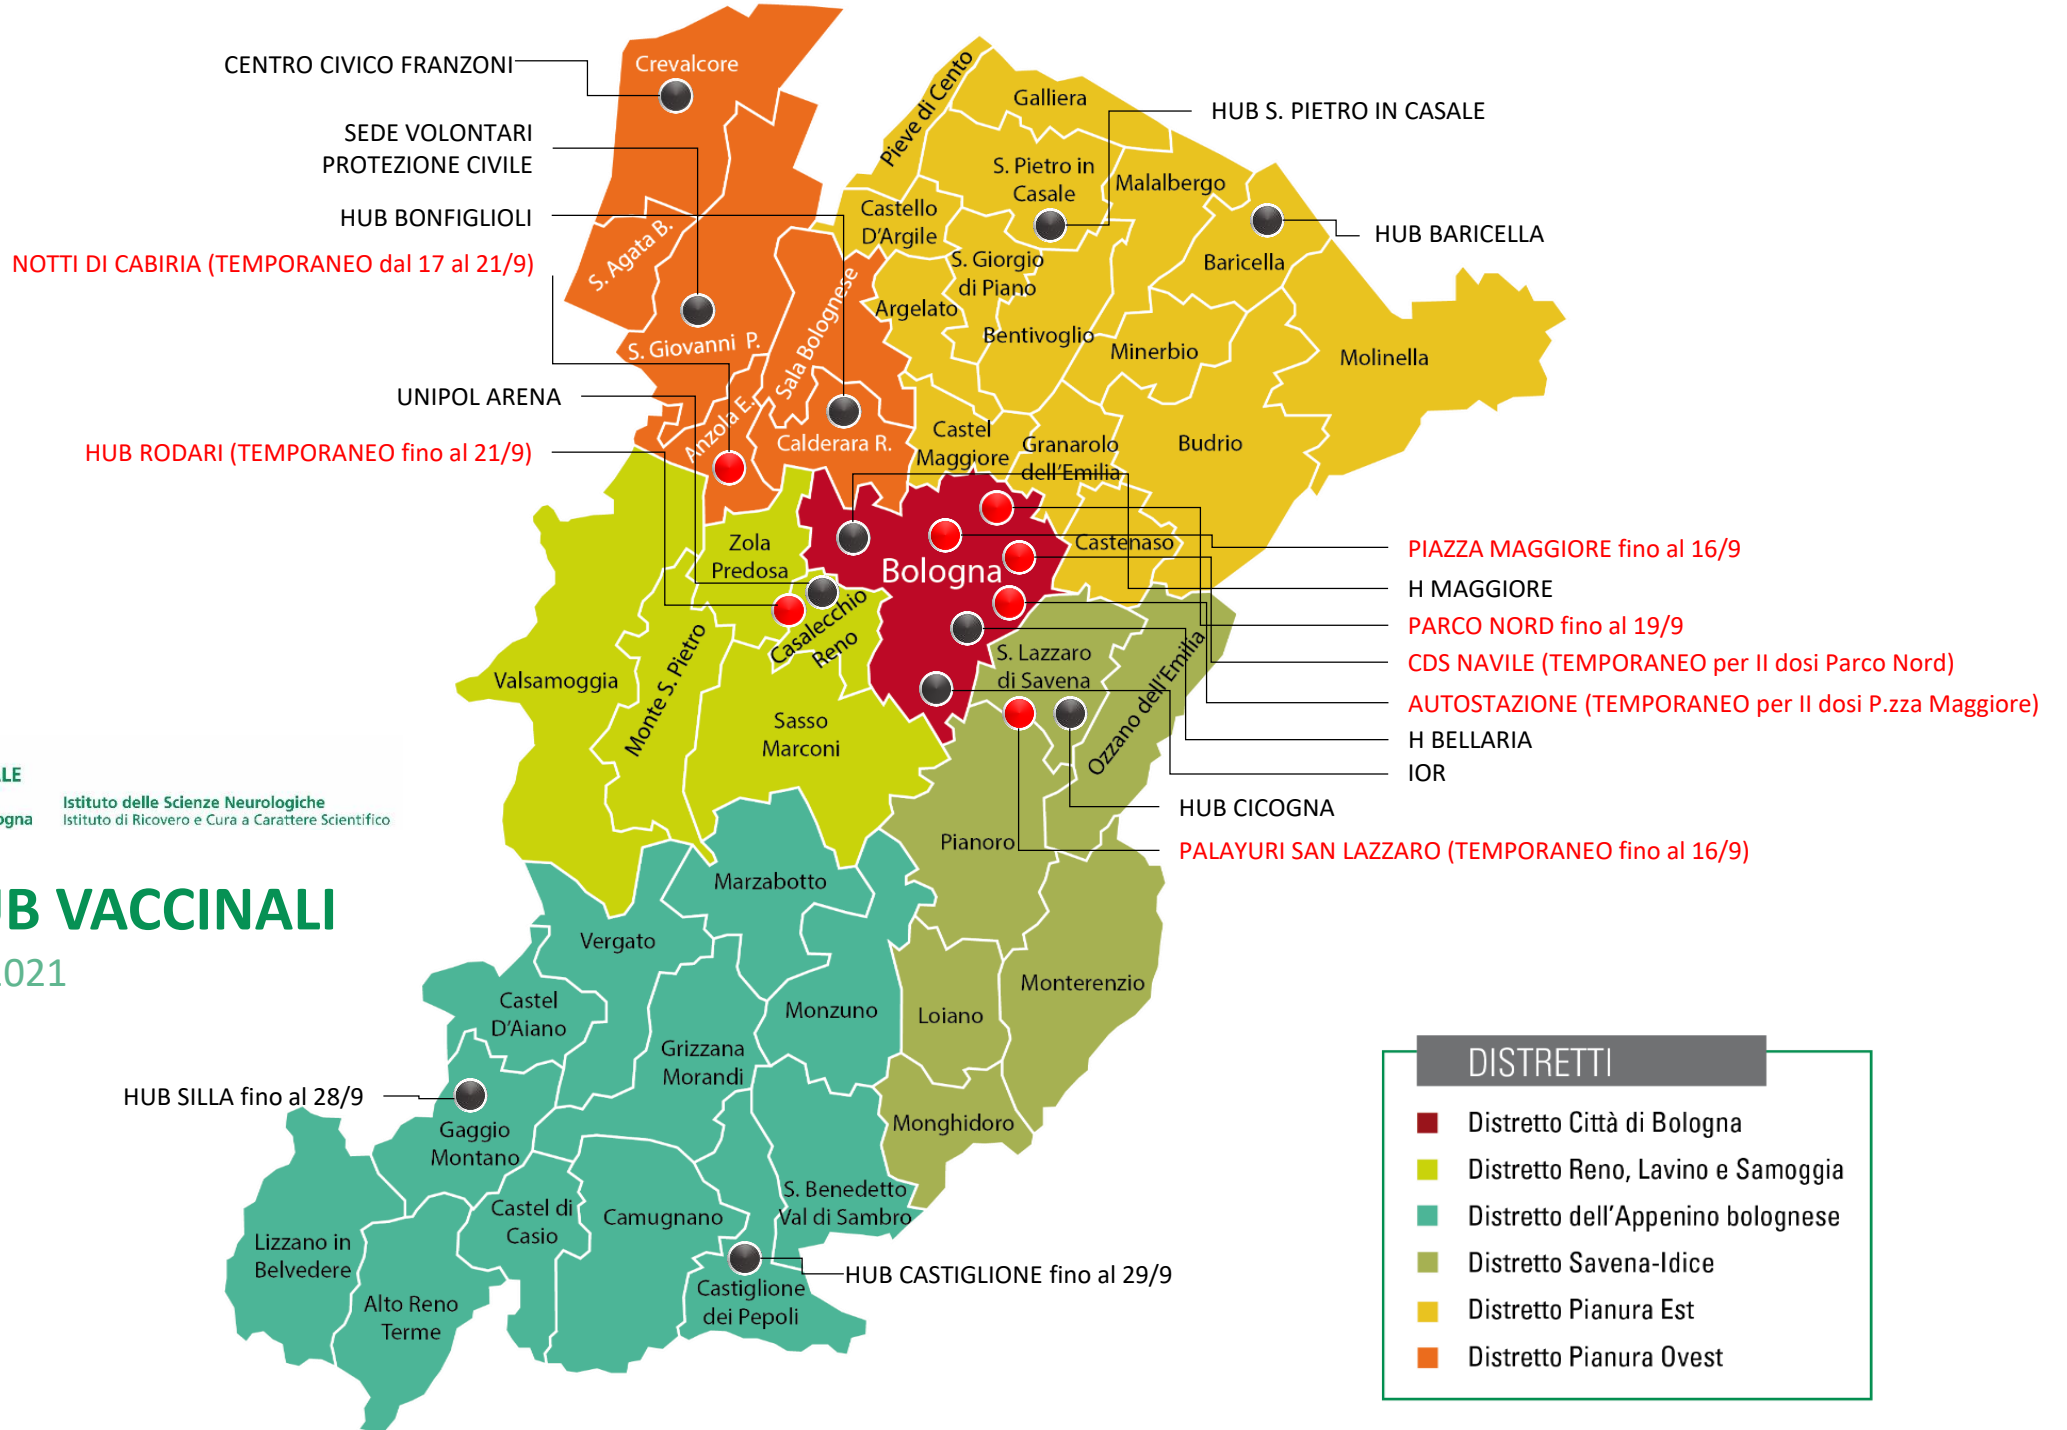 CENTRO CIVICO FRANZONI
SEDE VOLONTARI
PROTEZIONE CIVILE
HUB BONFIGLIOLI
NOTTI DI CABIRIA (TEMPORANEO dal 17 al 21/9)
UNIPOL ARENA
HUB RODARI (TEMPORANEO fino al 21/9)
Crevalcore
S. Agata B.
S. Giovanni P.
Sala Bolognese
Anzola E.
Calderara R.
Pieve di Cento
Galliera
S. Pietro in
Casale
Malalbergo
Castello
D'Argile
S. Giorgio
di Piano
Baricella
Argelato
Bentivoglio
Minerbio
Molinella
Castel
Maggiore
Granarolo
dell'Emilia
Budrio
Castenaso
HUB S. PIETRO IN CASALE
HUB BARICELLA
Bologna
Zola
Predosa
Casalecchio
Reno
Valsamoggia
Monte S. Pietro
Sasso
Marconi
S. Lazzaro
di Savena
Ozzano dell'Emilia
Pianoro
PIAZZA MAGGIORE fino al 16/9
H MAGGIORE
PARCO NORD fino al 19/9
CDS NAVILE (TEMPORANEO per II dosi Parco Nord)
AUTOSTAZIONE (TEMPORANEO per II dosi P.zza Maggiore)
H BELLARIA
IOR
HUB CICOGNA
PALAYURI SAN LAZZARO (TEMPORANEO fino al 16/9)
LE
ogna
Istituto delle Scienze Neurologiche
Istituto di Ricovero e Cura a Carattere Scientifico
UB VACCINALI
2021
Marzabotto
Vergato
Castel
D'Aiano
Monzuno
Grizzana
Morandi
Loiano
Monterenzio
Monghidoro
HUB SILLA fino al 28/9
Gaggio
Montano
Castel di
Casio
Camugnano
S. Benedetto
Val di Sambro
Lizzano in
Belvedere
Alto Reno
Terme
Castiglione
dei Pepoli
HUB CASTIGLIONE fino al 29/9
DISTRETTI
Distretto Città di Bologna
Distretto Reno, Lavino e Samoggia
Distretto dell'Appenino bolognese
Distretto Savena-Idice
Distretto Pianura Est
Distretto Pianura Ovest